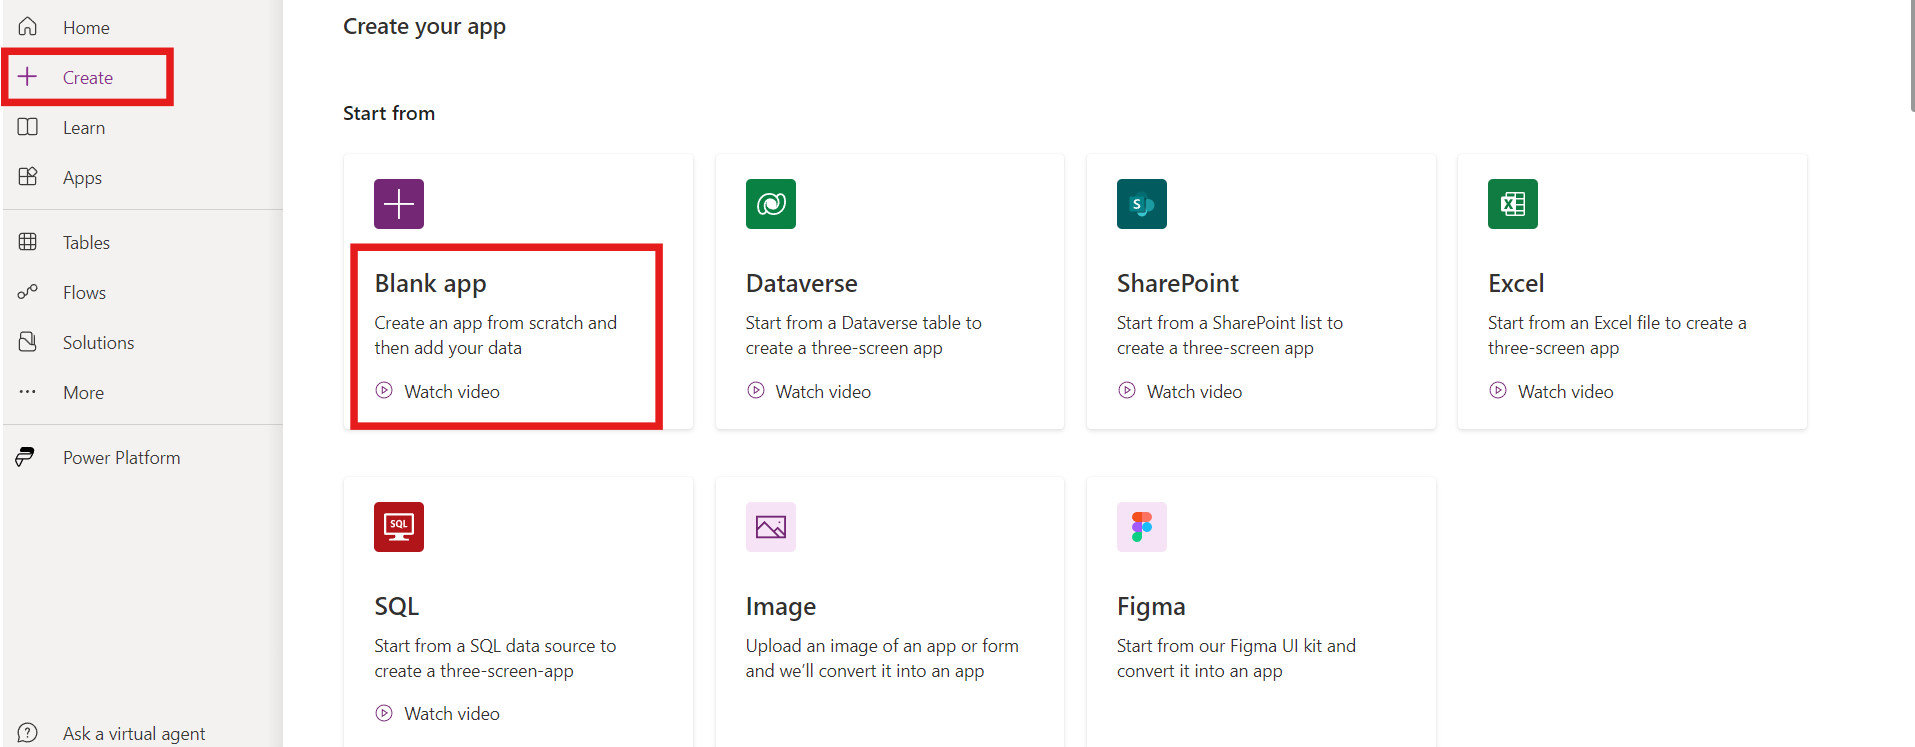 Home
Create
Learn
Apps
Tables
Flows
Solutions
More
Power Platform
Ask a virtual agent
Create your app
Start from
Blank app
Create an app from scratch and
then add your data
Watch video
Dataverse
Start from a Dataverse table to
create a three-screen app
Watch video
S
SharePoint
Start from a SharePoint list to
create a three-screen app
Watch video
X
Excel
Start from an Excel file to create a
three-screen app
Watch video
SQL
SQL
Start from a SQL data source to
create a three-screen-app
Watch video
Image
Upload an image of an app or form
and we’ll convert it into an app
Figma
Start from our Figma UI kit and
convert it into an app